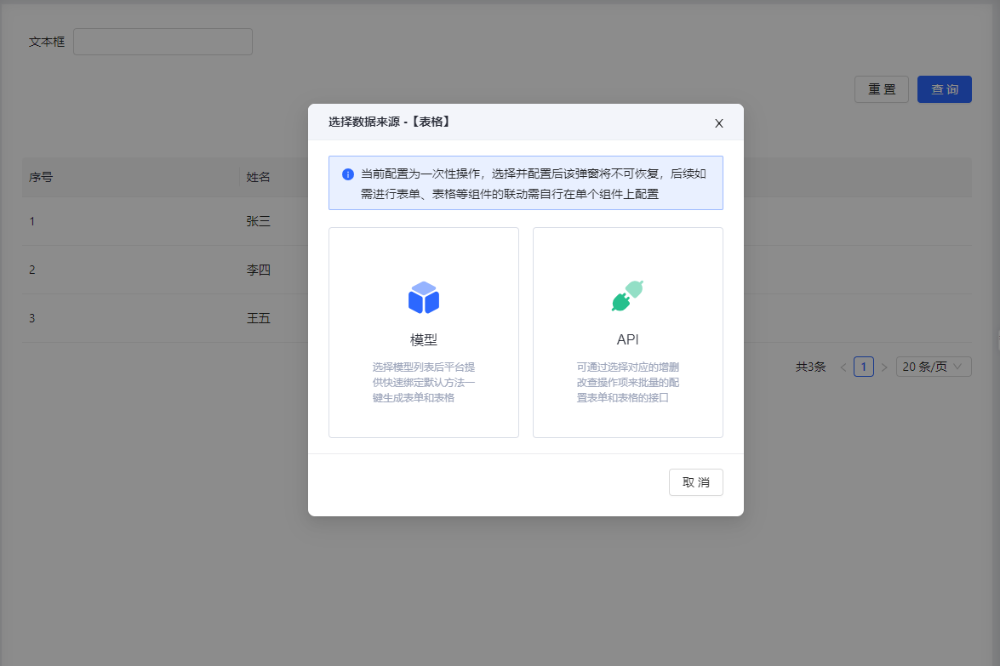 文本框
重 置
查 询
选择数据来源 -【表格】
X
当前配置为一次性操作，选择并配置后该弹窗将不可恢复，后续如
需进行表单、表格等组件的联动需自行在单个组件上配置
序号
姓名
1
张三
2
李四
3
王五
模型
选择模型列表后平台提
供快速绑定默认方法一
键生成表单和表格
API
可通过选择对应的增删
改查操作项来批量的配
置表单和表格的接口
共3条
<
1
>
20 条/页
取 消